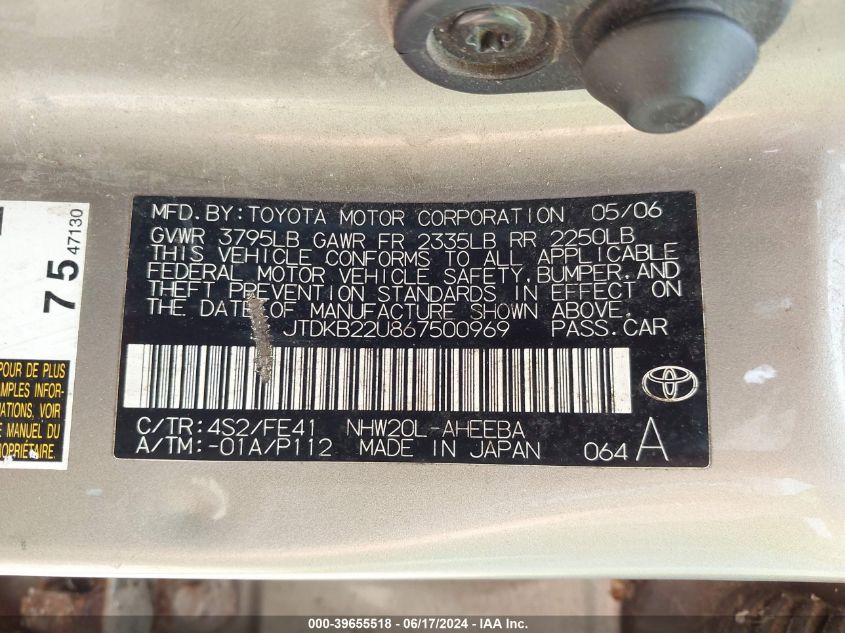 MFD. BY: TOYOTA MOTOR CORPORATION 05/06
GVWR 3795LB GAWR FR 2335LB RR 2250LB
THIS VEHICLE CONFORMS TO ALL APPLICABLE
FEDERAL MOTOR VEHICLE SAFETY, BUMPER, AND
THEFT PREVENTION STANDARDS IN EFFECT ON
THE DATE OF MANUFACTURE SHOWN ABOVE.
JTDKB22U867500969 PASS. CAR
C/TR: 4S2/FE41 NHW20L-AHEEBA
A/TM: -01A/P112 MADE IN JAPAN 064 A
75 47130
POUR DE PLUS
AMPLES INFOR-
VOIR
MANUEL DU
000-39655518 - 06/17/2024 - IAA Inc.